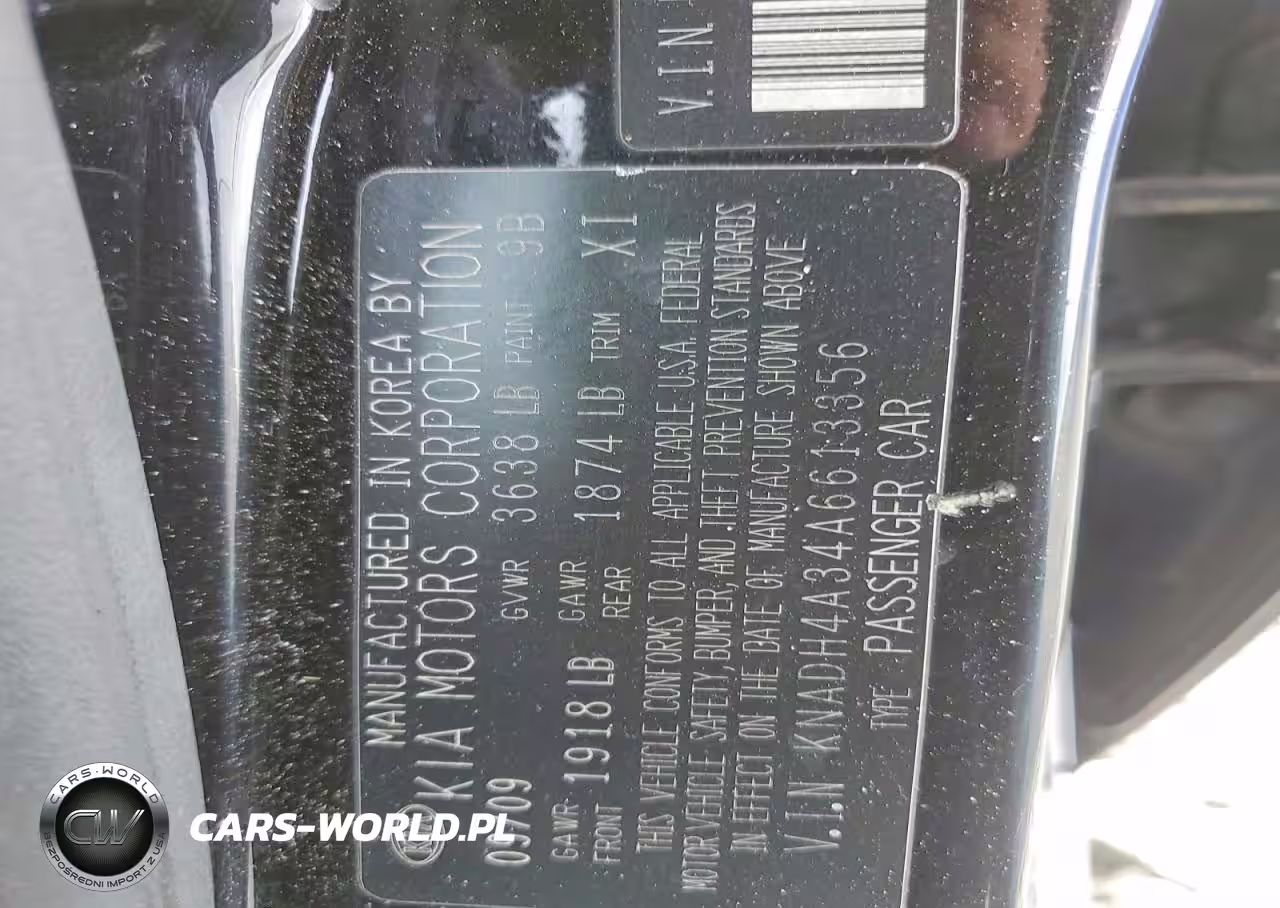 V.I.N
MANUFACTURED IN KOREA BY
KIA MOTORS CORPORATION
05/09 GVWR 3638 LB PAINT 9B
GAWR FRONT 1918 LB GAWR REAR 1874 LB TRIM X1
THIS VEHICLE CONFORMS TO ALL APPLICABLE U.S.A. FEDERAL
MOTOR VEHICLE SAFETY, BUMPER, AND THEFT PREVENTION STANDARDS
IN EFFECT ON THE DATE OF MANUFACTURE SHOWN ABOVE
V.I.N KNADH4A34A6613356
TYPE PASSENGER CAR
CARS-WORLD
CW
BEZPOŚREDNI IMPORT Z USA
CARS-WORLD.PL